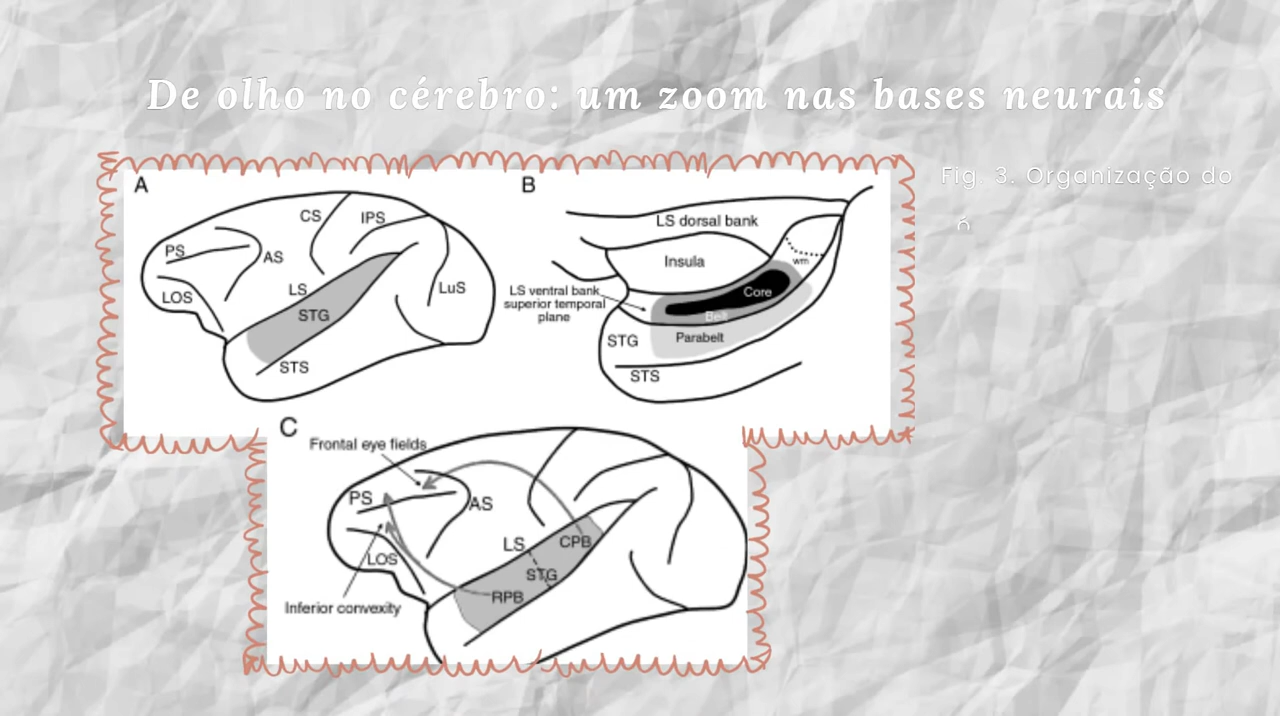 De olho no cérebro: um zoom nas bases neurais
Fig. 3. Organização do
A
CS
IPS
PS
AS
LS
LOS
LuS
STG
STS
B
LS dorsal bank
Insula
wm
LS ventral bank
superior temporal
plane
Core
Belt
Parabelt
STG
STS
C
Frontal eye fields
PS
AS
LS
CPB
LOS
STG
RPB
Inferior convexity